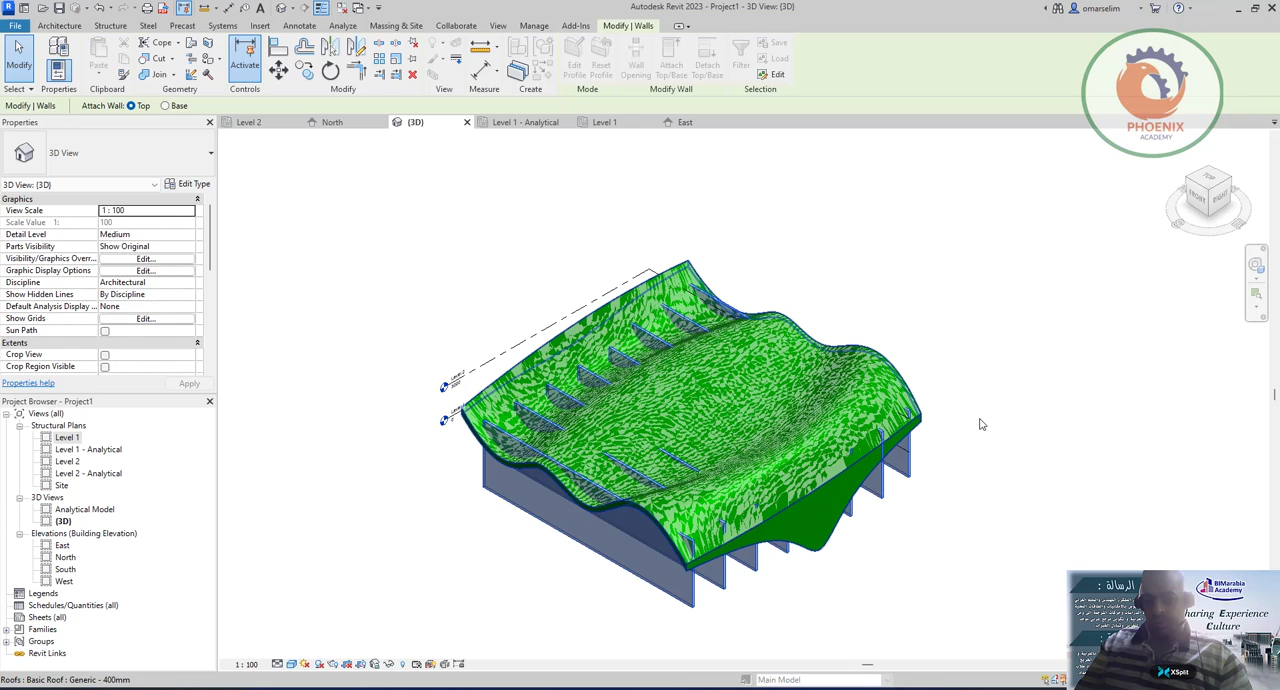 Autodesk Revit 2023 - Project1 - 3D View: {3D}
omarselim
File Architecture Structure Steel Precast Systems Insert Annotate Analyze Massing & Site Collaborate View Manage Add-Ins Modify | Walls
Modify Properties Paste Cope Cut Join Activate Edit Profile Reset Profile Wall Opening Attach Top/Base Detach Top/Base Filter Save Load Edit
Select Properties Clipboard Geometry Controls Modify View Measure Create Mode Modify Wall Selection
Modify | Walls Attach Wall: Top Base
PHOENIX
ACADEMY
Properties
Level 2 North {3D} Level 1 - Analytical Level 1 East
3D View
3D View: {3D} Edit Type
Graphics
View Scale 1 : 100
Scale Value 1: 100
Detail Level Medium
Parts Visibility Show Original
Visibility/Graphics Overr... Edit...
Graphic Display Options Edit...
Discipline Architectural
Show Hidden Lines By Discipline
Default Analysis Display ... None
Show Grids Edit...
Sun Path
Extents
Crop View
Crop Region Visible
Properties help Apply
Project Browser - Project1
Views (all)
Structural Plans
Level 1
Level 1 - Analytical
Level 2
Level 2 - Analytical
Site
3D Views
Analytical Model
{3D}
Elevations (Building Elevation)
East
North
South
West
Legends
Schedules/Quantities (all)
Sheets (all)
Families
Groups
Revit Links
TOP
FRONT
RIGHT
الرسالة :
BIMarabia
Academy
haring Experience
Culture
XSplit
1 : 100
Roofs : Basic Roof : Generic - 400mm
Main Model